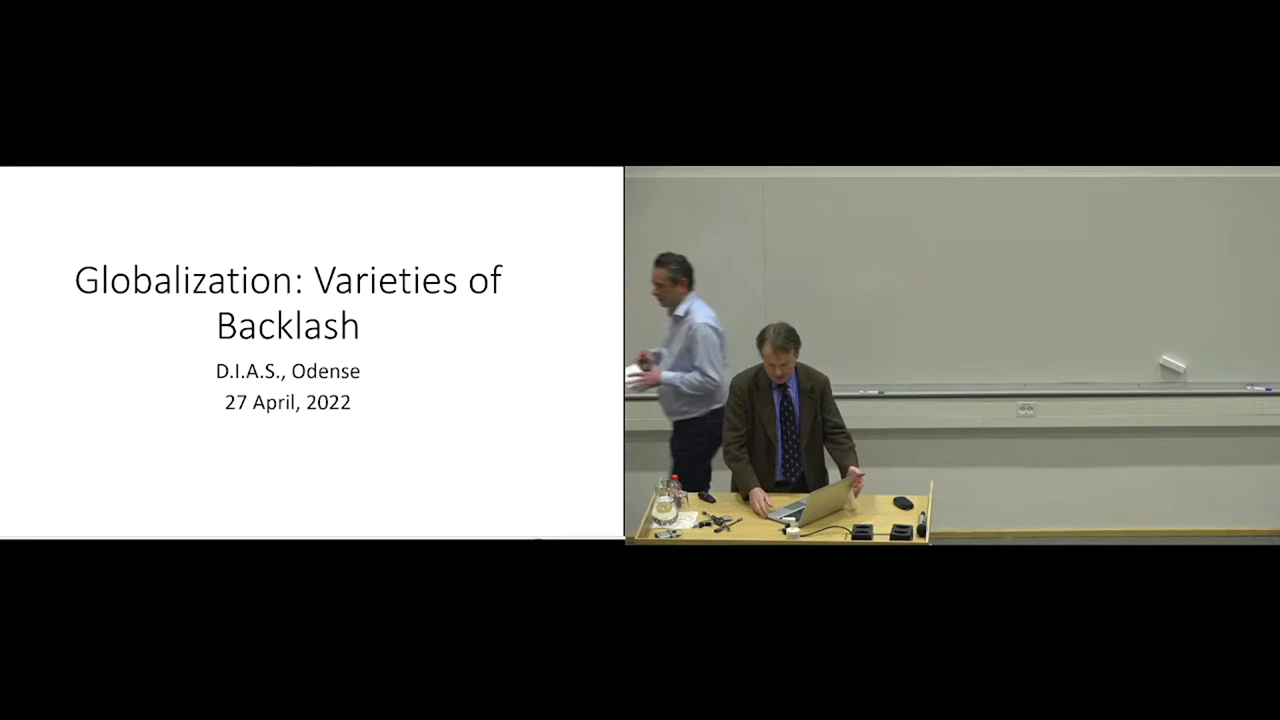 Globalization: Varieties of
Backlash
D.I.A.S., Odense
27 April, 2022